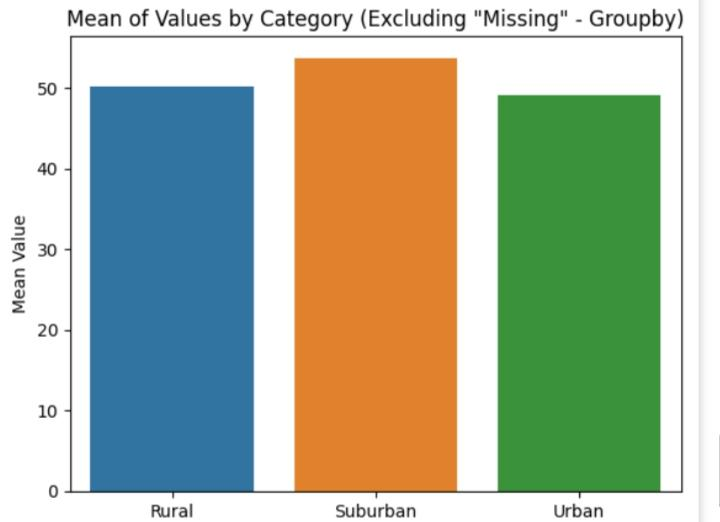 Mean of Values by Category (Excluding "Missing" - Groupby)
50
40
30
20
10
0
Mean Value
Rural
Suburban
Urban